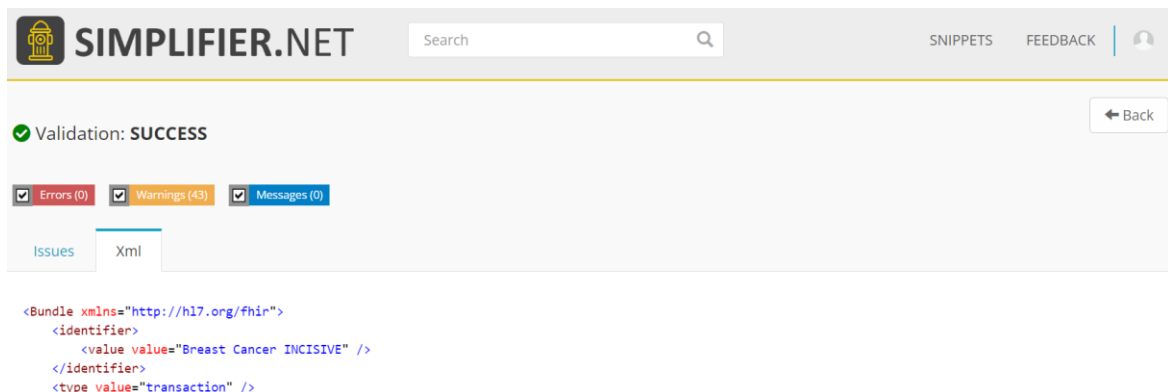 SIMPLIFIER.NET Search SNIPPETS FEEDBACK
Back
Validation: SUCCESS
Errors (0) Warnings (43) Messages (0)
Issues Xml
<Bundle xmlns="http://hl7.org/fhir">
<identifier>
<value value="Breast Cancer INCISIVE" />
</identifier>
<type value="transaction" />